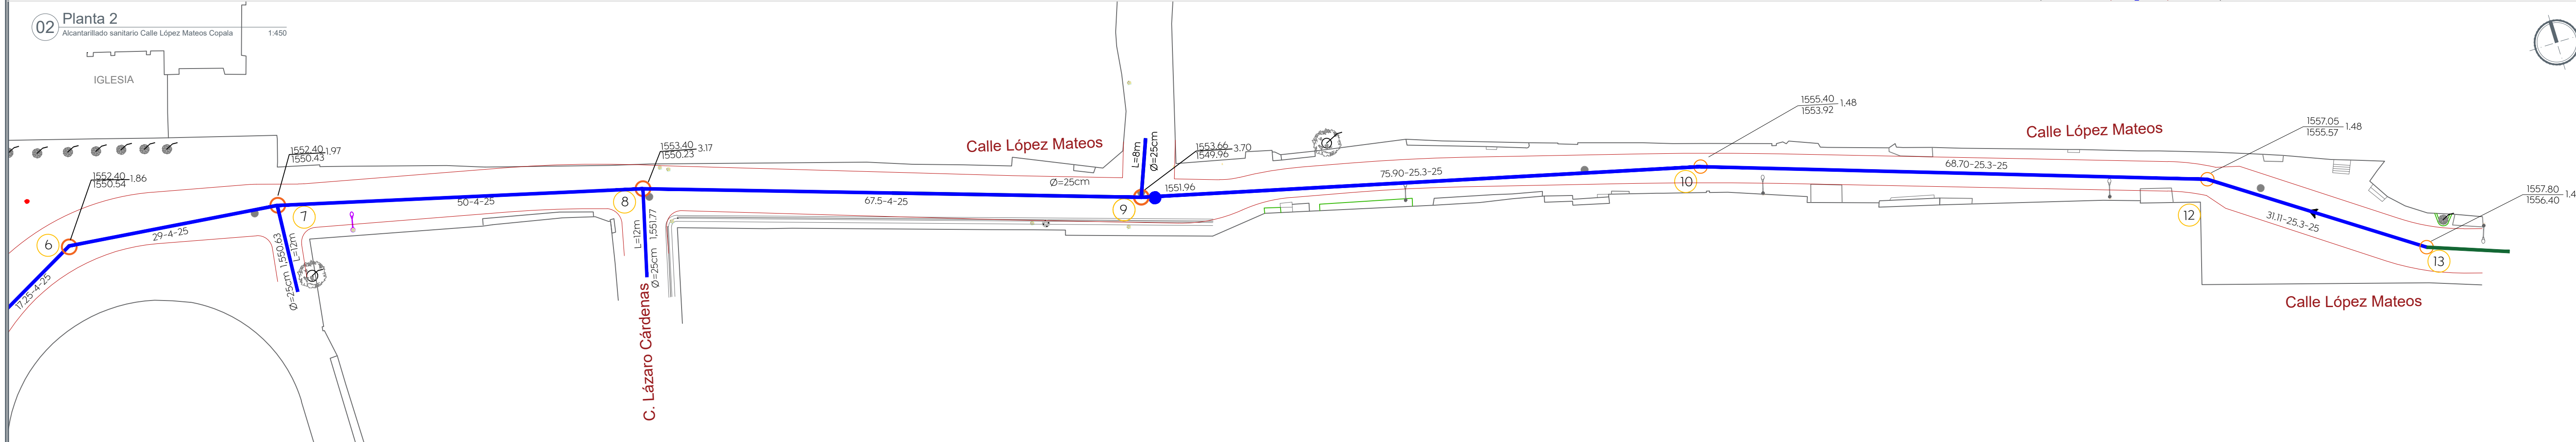 02
Planta 2
Alcantarillado sanitario Calle López Mateos Copala
1:450
IGLESIA
1552.40
1550.54
1,86
6
17.25-4-25
29-4-25
1552.40
1550.43
1,97
7
1,550.63
L=12m
Ø=25cm
50-4-25
1553.40
1550.23
3.17
8
L=12m
1,551.77
Ø=25cm
C. Lázaro Cárdenas
67.5-4-25
Calle López Mateos
Ø=25cm
L=8m
Ø=25cm
1553.66
1549.96
3.70
9
1551.96
75.90-25.3-25
1555.40
1553.92
1,48
10
68.70-25.3-25
Calle López Mateos
1557.05
1555.57
1,48
12
31.11-25.3-25
1557.80
1556.40
1,4
13
Calle López Mateos